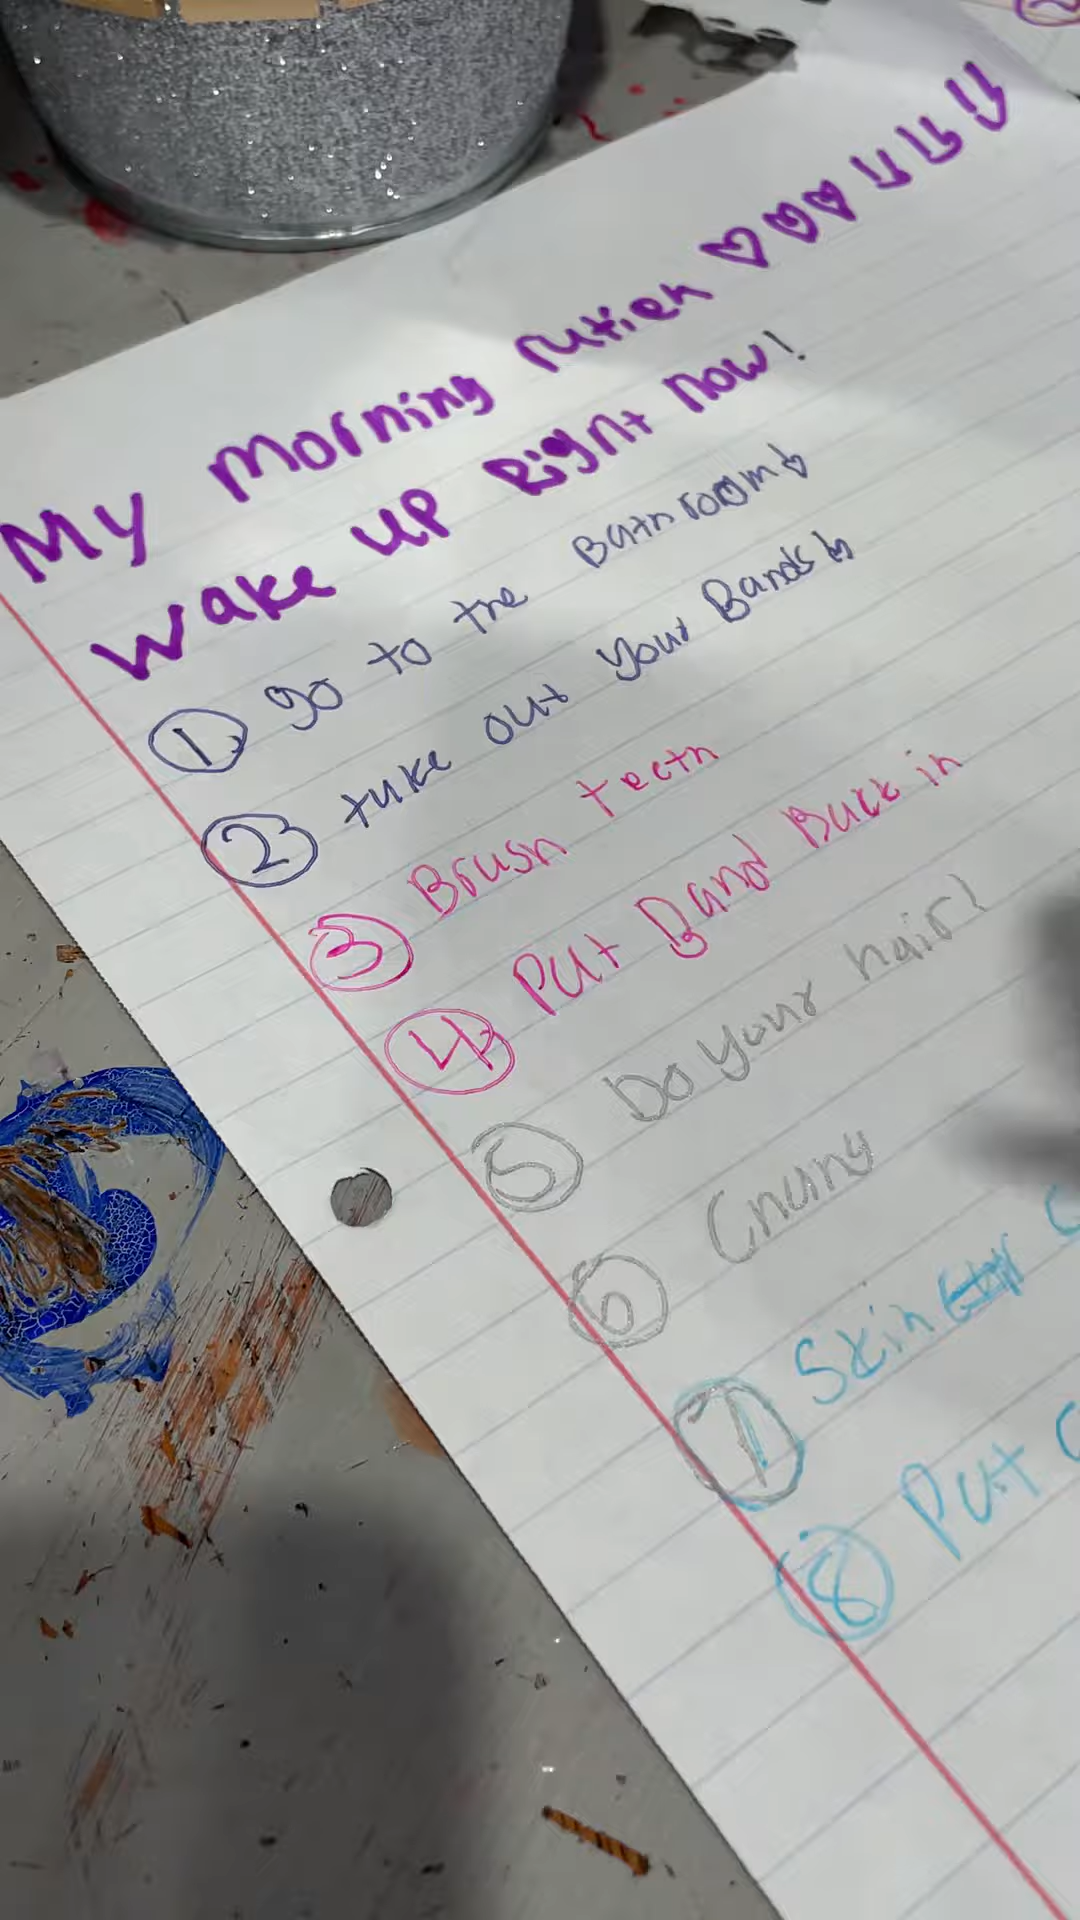 My morning rutien ♡♡♡
wake up Right now!
1. go to the Bathroom
2 take out your Bands
3 Brush teeth
4 Put Band Back in
5 Do your hair!
6 Chang
7 Skin
8 Put